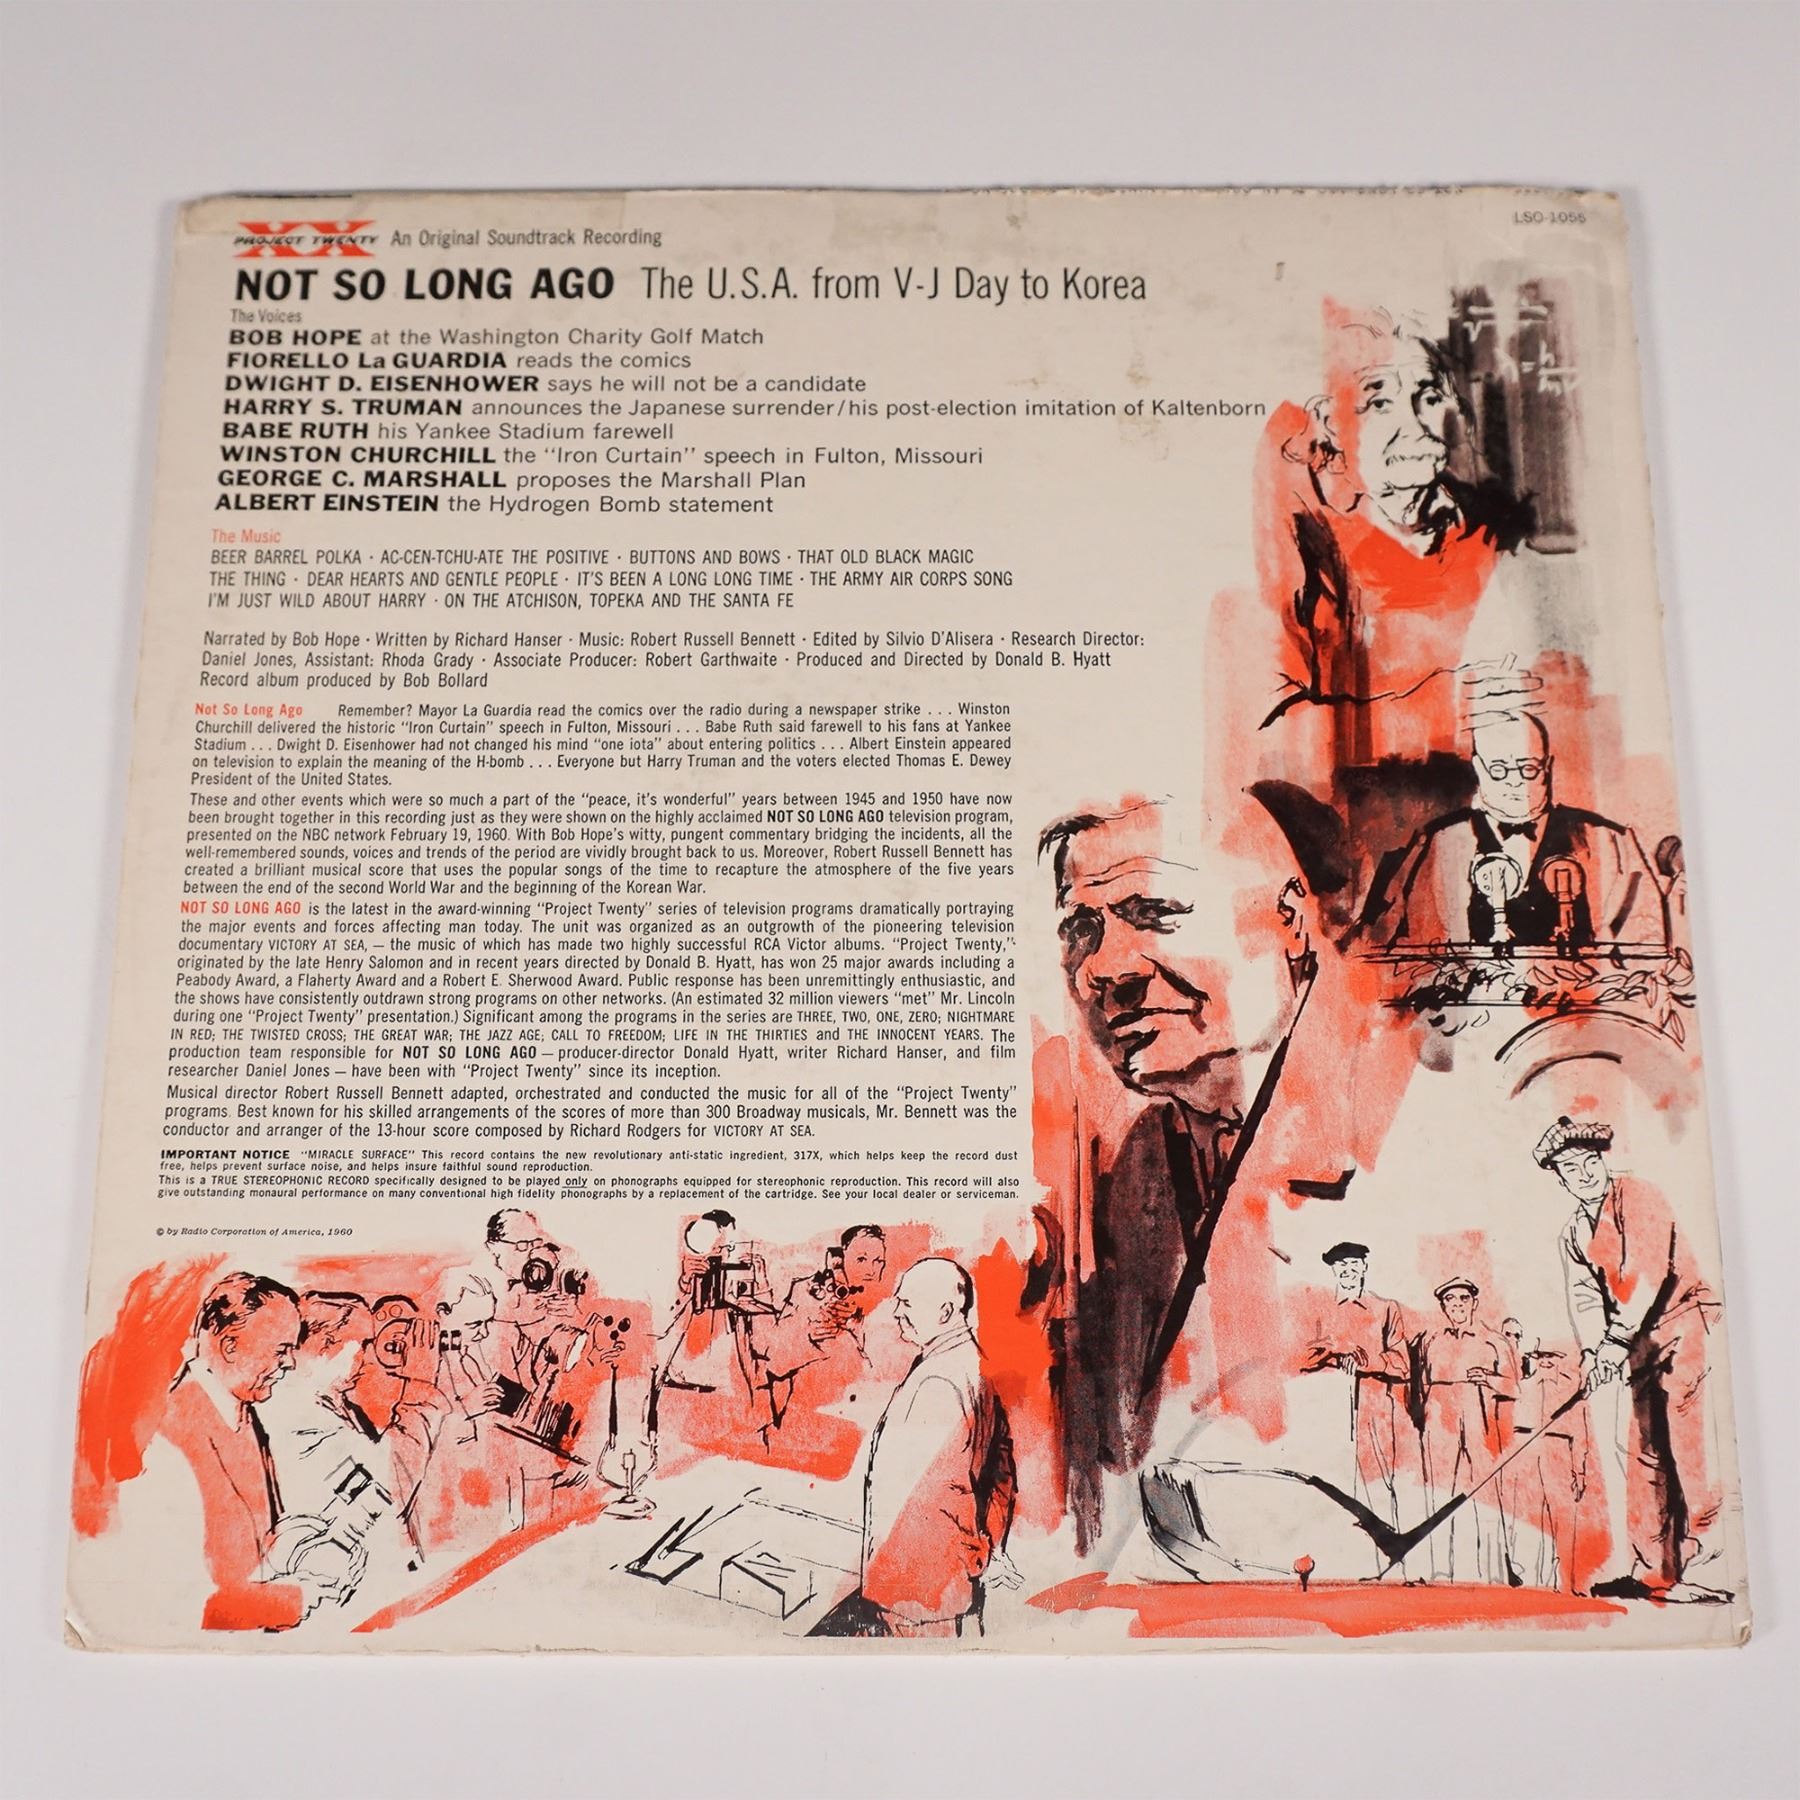 LSO-1055
PROJECT TWENTY An Original Soundtrack Recording
NOT SO LONG AGO The U.S.A. from V-J Day to Korea
The Voices
BOB HOPE at the Washington Charity Golf Match
FIORELLO La GUARDIA reads the comics
DWIGHT D. EISENHOWER says he will not be a candidate
HARRY S. TRUMAN announces the Japanese surrender/his post-election imitation of Kaltenborn
BABE RUTH his Yankee Stadium farewell
WINSTON CHURCHILL the "Iron Curtain" speech in Fulton, Missouri
GEORGE C. MARSHALL proposes the Marshall Plan
ALBERT EINSTEIN the Hydrogen Bomb statement
The Music
BEER BARREL POLKA · AC-CEN-TCHU-ATE THE POSITIVE · BUTTONS AND BOWS · THAT OLD BLACK MAGIC
THE THING · DEAR HEARTS AND GENTLE PEOPLE · IT'S BEEN A LONG LONG TIME · THE ARMY AIR CORPS SONG
I'M JUST WILD ABOUT HARRY · ON THE ATCHISON, TOPEKA AND THE SANTA FE
Narrated by Bob Hope · Written by Richard Hanser · Music: Robert Russell Bennett · Edited by Silvio D'Alisera · Research Director:
Daniel Jones, Assistant: Rhoda Grady · Associate Producer: Robert Garthwaite · Produced and Directed by Donald B. Hyatt
Record album produced by Bob Bollard
Not So Long Ago Remember? Mayor La Guardia read the comics over the radio during a newspaper strike . . . Winston
Churchill delivered the historic "Iron Curtain" speech in Fulton, Missouri . . . Babe Ruth said farewell to his fans at Yankee
Stadium . . . Dwight D. Eisenhower had not changed his mind "one iota" about entering politics . . . Albert Einstein appeared
on television to explain the meaning of the H-bomb . . . Everyone but Harry Truman and the voters elected Thomas E. Dewey
President of the United States.
These and other events which were so much a part of the "peace, it's wonderful" years between 1945 and 1950 have now
been brought together in this recording just as they were shown on the highly acclaimed NOT SO LONG AGO television program,
presented on the NBC network February 19, 1960. With Bob Hope's witty, pungent commentary bridging the incidents, all the
well-remembered sounds, voices and trends of the period are vividly brought back to us. Moreover, Robert Russell Bennett has
created a brilliant musical score that uses the popular songs of the time to recapture the atmosphere of the five years
between the end of the second World War and the beginning of the Korean War.
NOT SO LONG AGO is the latest in the award-winning "Project Twenty" series of television programs dramatically portraying
the major events and forces affecting man today. The unit was organized as an outgrowth of the pioneering television
documentary VICTORY AT SEA, — the music of which has made two highly successful RCA Victor albums. "Project Twenty,"
originated by the late Henry Salomon and in recent years directed by Donald B. Hyatt, has won 25 major awards including a
Peabody Award, a Flaherty Award and a Robert E. Sherwood Award. Public response has been unremittingly enthusiastic, and
the shows have consistently outdrawn strong programs on other networks. (An estimated 32 million viewers "met" Mr. Lincoln
during one "Project Twenty" presentation.) Significant among the programs in the series are THREE, TWO, ONE, ZERO; NIGHTMARE
IN RED; THE TWISTED CROSS; THE GREAT WAR; THE JAZZ AGE; CALL TO FREEDOM; LIFE IN THE THIRTIES and THE INNOCENT YEARS. The
production team responsible for NOT SO LONG AGO — producer-director Donald Hyatt, writer Richard Hanser, and film
researcher Daniel Jones — have been with "Project Twenty" since its inception.
Musical director Robert Russell Bennett adapted, orchestrated and conducted the music for all of the "Project Twenty"
programs. Best known for his skilled arrangements of the scores of more than 300 Broadway musicals, Mr. Bennett was the
conductor and arranger of the 13-hour score composed by Richard Rodgers for VICTORY AT SEA.
IMPORTANT NOTICE "MIRACLE SURFACE" This record contains the new revolutionary anti-static ingredient, 317X, which helps keep the record dust
free, helps prevent surface noise, and helps insure faithful sound reproduction.
This is a TRUE STEREOPHONIC RECORD specifically designed to be played only on phonographs equipped for stereophonic reproduction. This record will also
give outstanding monaural performance on many conventional high fidelity phonographs by a replacement of the cartridge. See your local dealer or serviceman.
© by Radio Corporation of America, 1960